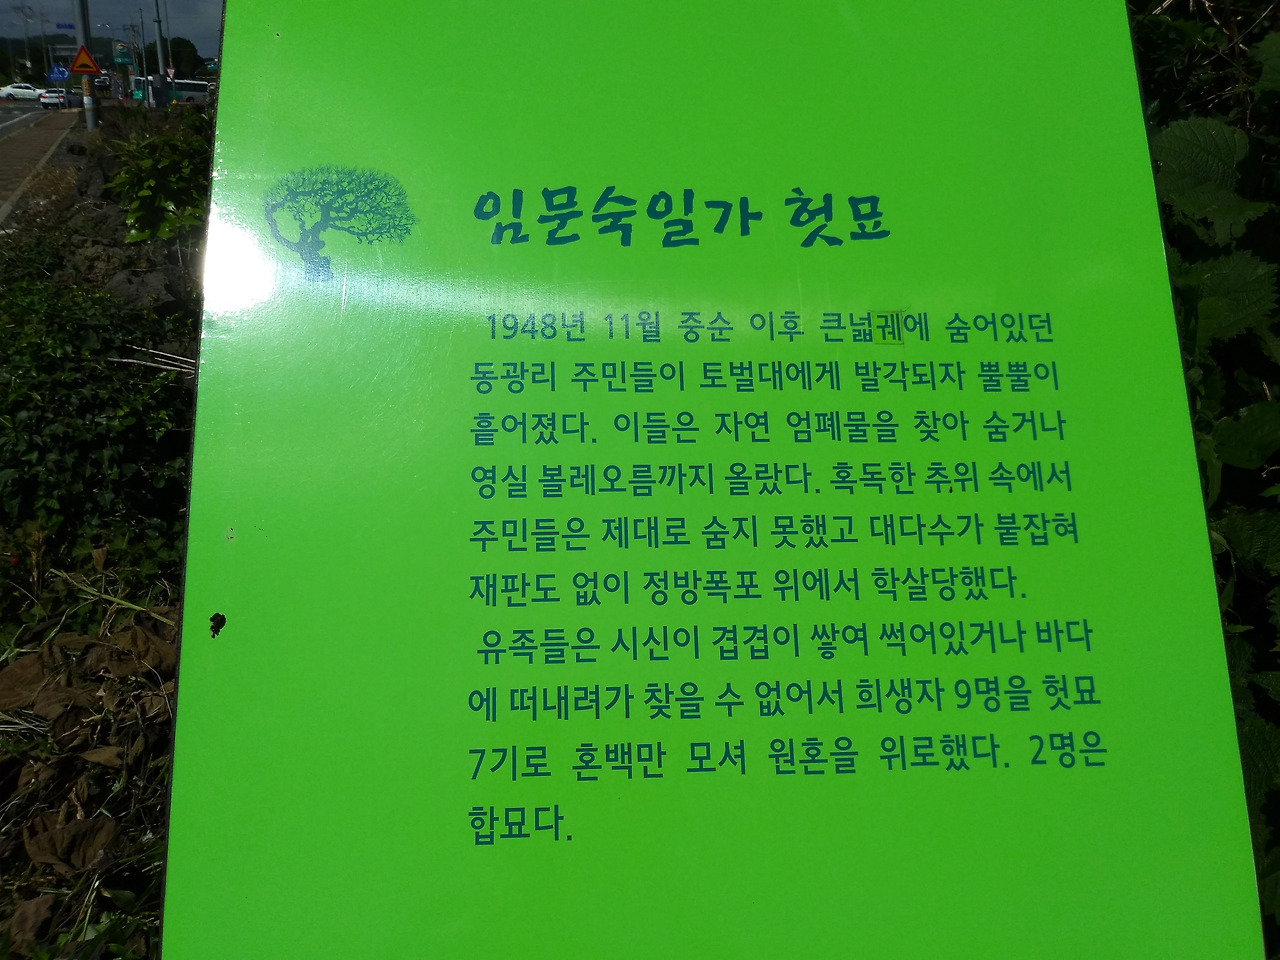 임문숙일가 헛묘
1948년 11월 중순 이후 큰넓궤에 숨어있던
동광리 주민들이 토벌대에게 발각되자 뿔뿔이
흩어졌다. 이들은 자연 엄폐물을 찾아 숨거나
영실 볼레오름까지 올랐다. 혹독한 추위 속에서
주민들은 제대로 숨지 못했고 대다수가 붙잡혀
재판도 없이 정방폭포 위에서 학살당했다.
유족들은 시신이 겹겹이 쌓여 썩어있거나 바다
에 떠내려가 찾을 수 없어서 희생자 9명을 헛묘
7기로 혼백만 모셔 원혼을 위로했다. 2명은
합묘다.